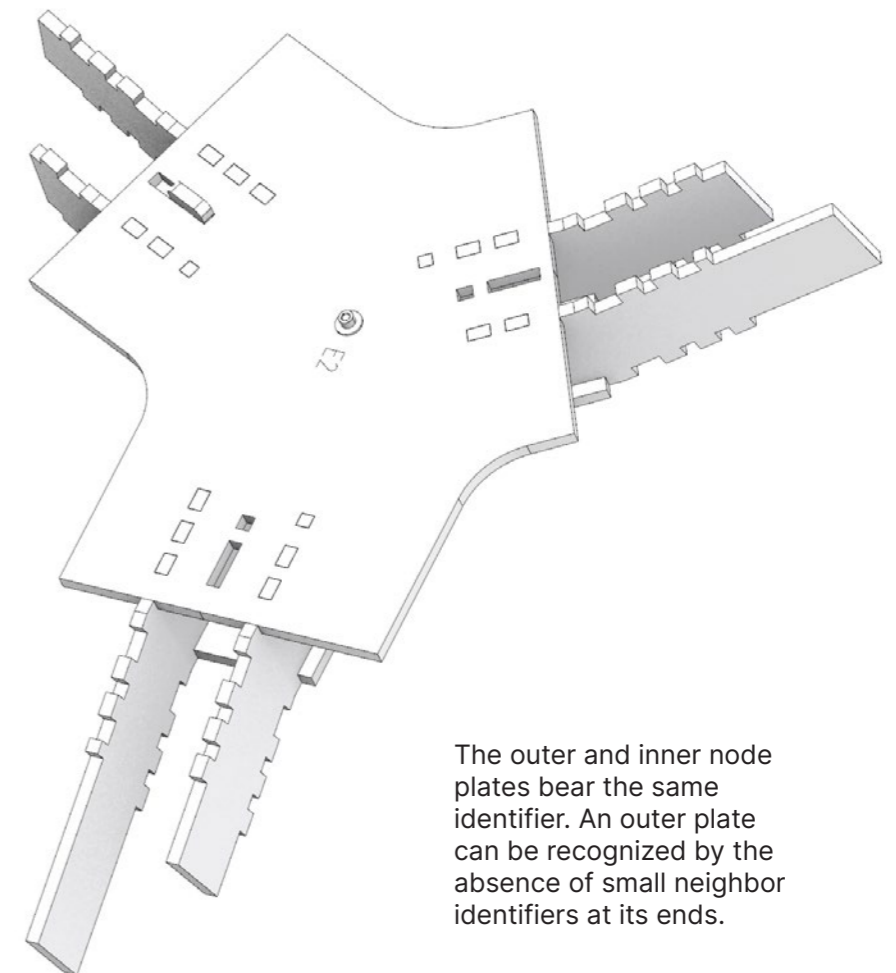 E2
The outer and inner node
plates bear the same
identifier. An outer plate
can be recognized by the
absence of small neighbor
identifiers at its ends.